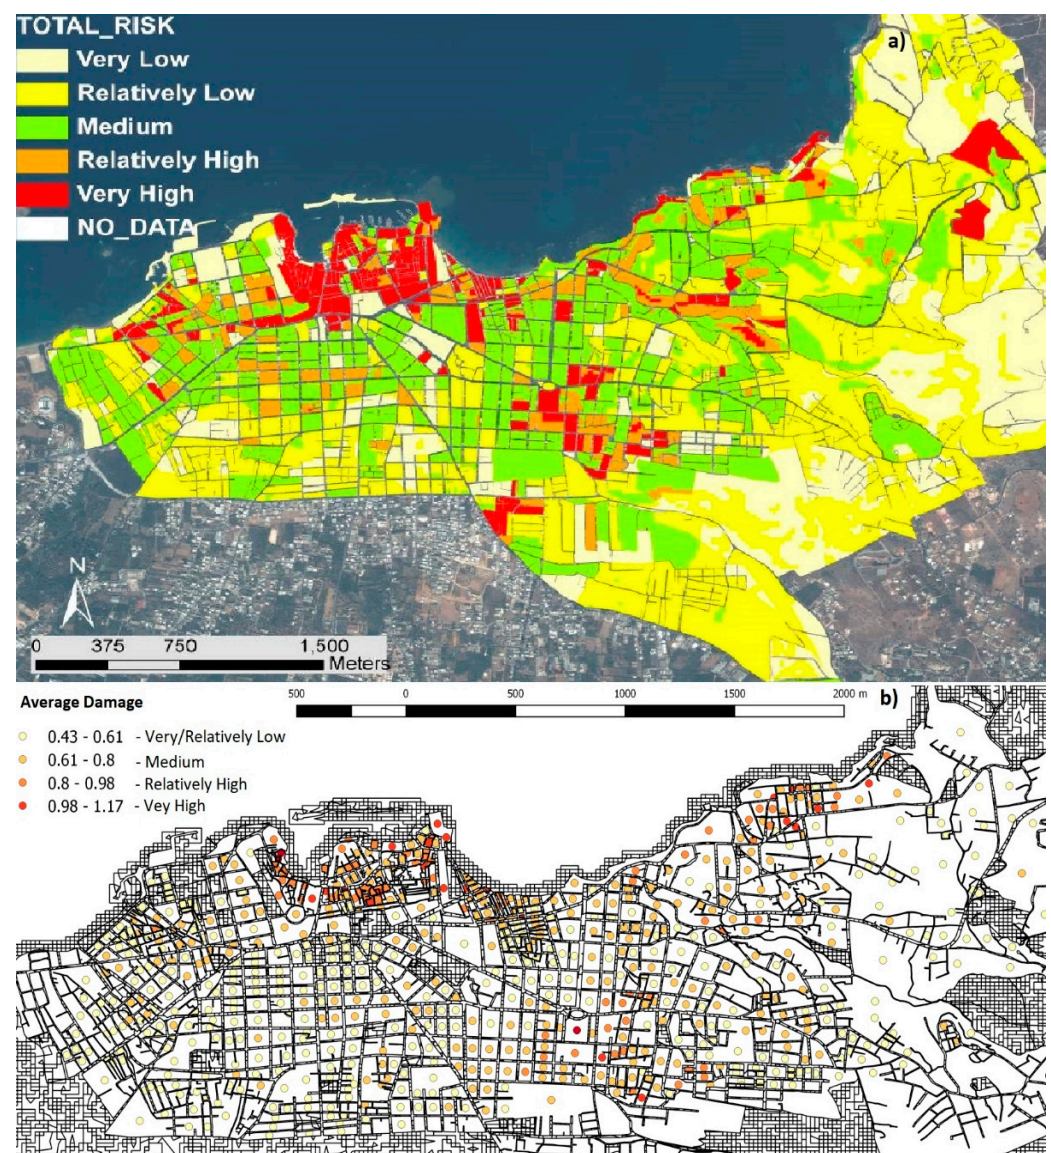 TOTAL_RISK
a)
Very Low
Relatively Low
Medium
Relatively High
Very High
NO_DATA
N
0 375 750 1,500
Meters
500 0 500 1000 1500 2000 m
b)
Average Damage
0.43 - 0.61 - Very/Relatively Low
0.61 - 0.8 - Medium
0.8 - 0.98 - Relatively High
0.98 - 1.17 - Vey High